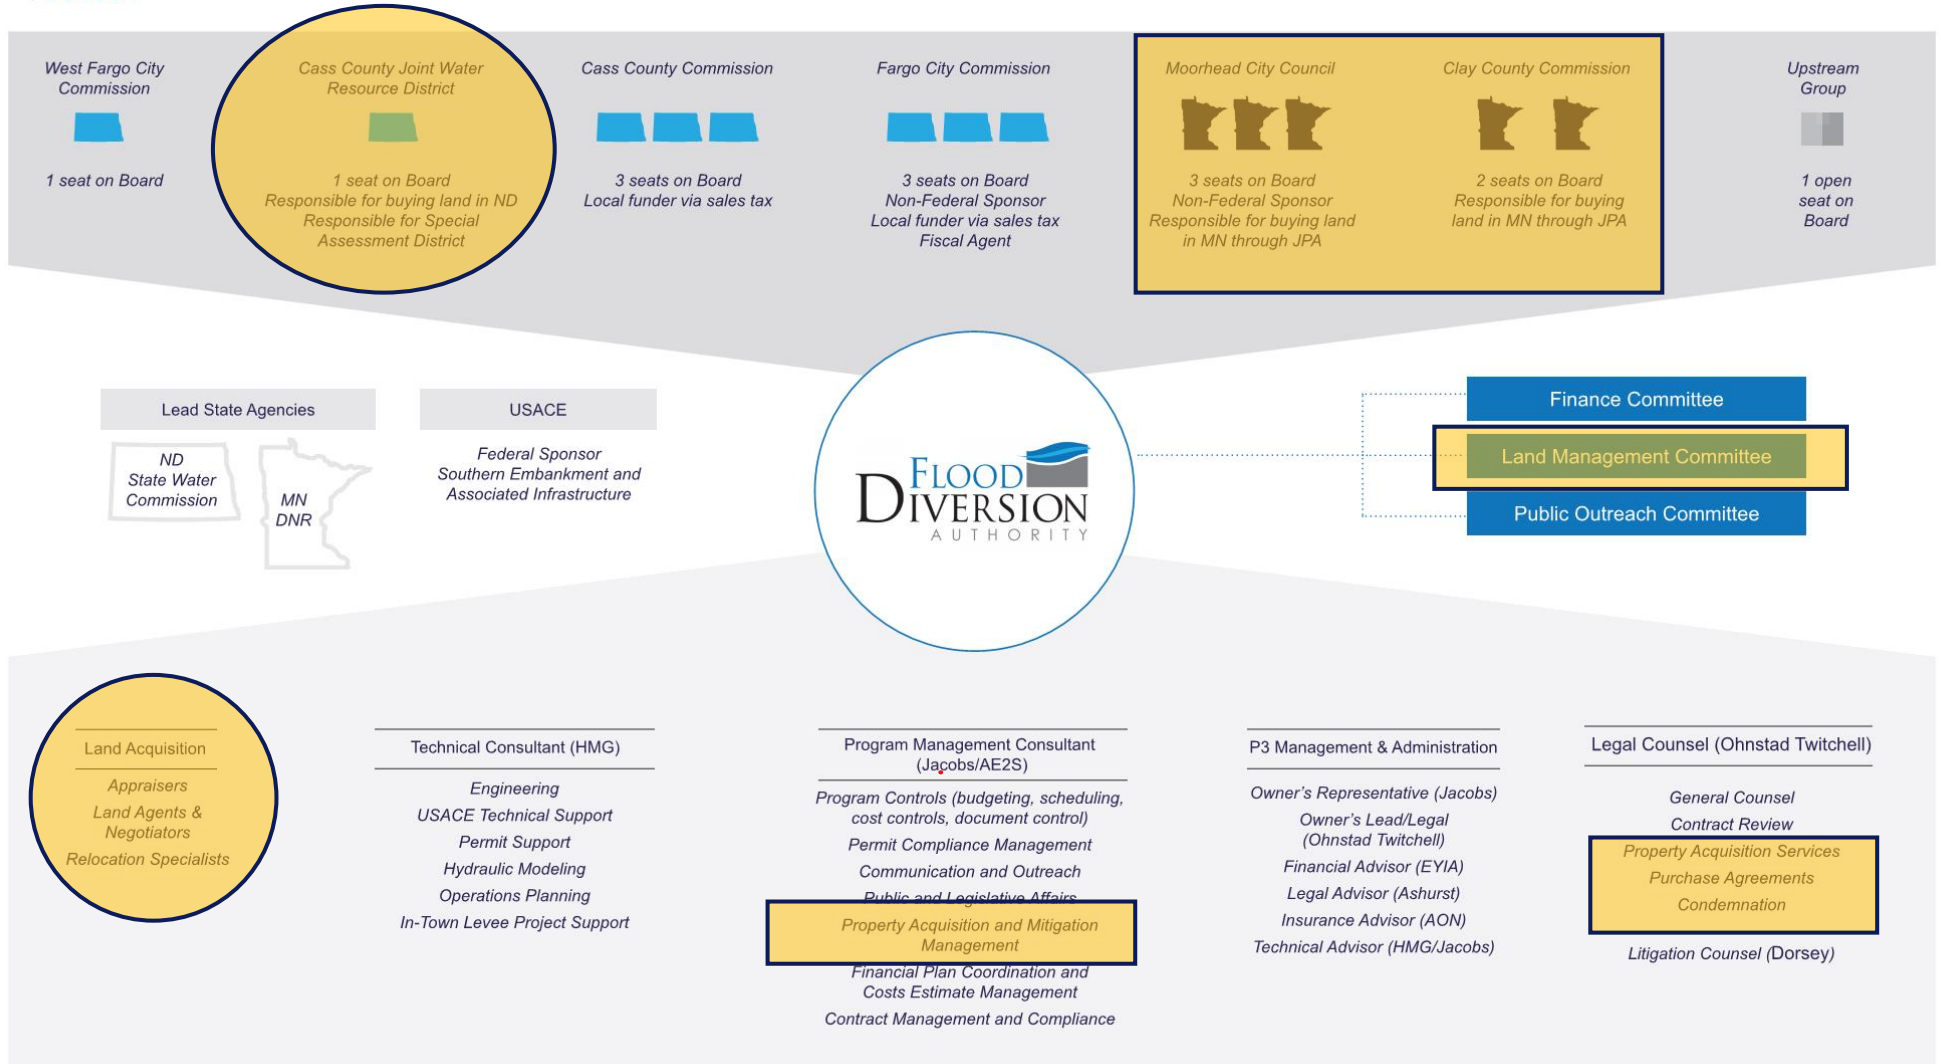 West Fargo City
Commission
1 seat on Board
Cass County Joint Water
Resource District
1 seat on Board
Responsible for buying land in ND
Responsible for Special
Assessment District
Cass County Commission
3 seats on Board
Local funder via sales tax
Fargo City Commission
3 seats on Board
Non-Federal Sponsor
Local funder via sales tax
Fiscal Agent
Moorhead City Council
3 seats on Board
Non-Federal Sponsor
Responsible for buying land
in MN through JPA
Clay County Commission
2 seats on Board
Responsible for buying
land in MN through JPA
Upstream
Group
1 open
seat on
Board
Lead State Agencies
ND
State Water
Commission
MN
DNR
USACE
Federal Sponsor
Southern Embankment and
Associated Infrastructure
FLOOD
DIVERSION
AUTHORITY
Finance Committee
Land Management Committee
Public Outreach Committee
Land Acquisition
Appraisers
Land Agents &
Negotiators
Relocation Specialists
Technical Consultant (HMG)
Engineering
USACE Technical Support
Permit Support
Hydraulic Modeling
Operations Planning
In-Town Levee Project Support
Program Management Consultant
(Jacobs/AE2S)
Program Controls (budgeting, scheduling,
cost controls, document control)
Permit Compliance Management
Communication and Outreach
Public and Legislative Affairs
Property Acquisition and Mitigation
Management
Financial Plan Coordination and
Costs Estimate Management
Contract Management and Compliance
P3 Management & Administration
Owner's Representative (Jacobs)
Owner's Lead/Legal
(Ohnstad Twitchell)
Financial Advisor (EYIA)
Legal Advisor (Ashurst)
Insurance Advisor (AON)
Technical Advisor (HMG/Jacobs)
Legal Counsel (Ohnstad Twitchell)
General Counsel
Contract Review
Property Acquisition Services
Purchase Agreements
Condemnation
Litigation Counsel (Dorsey)